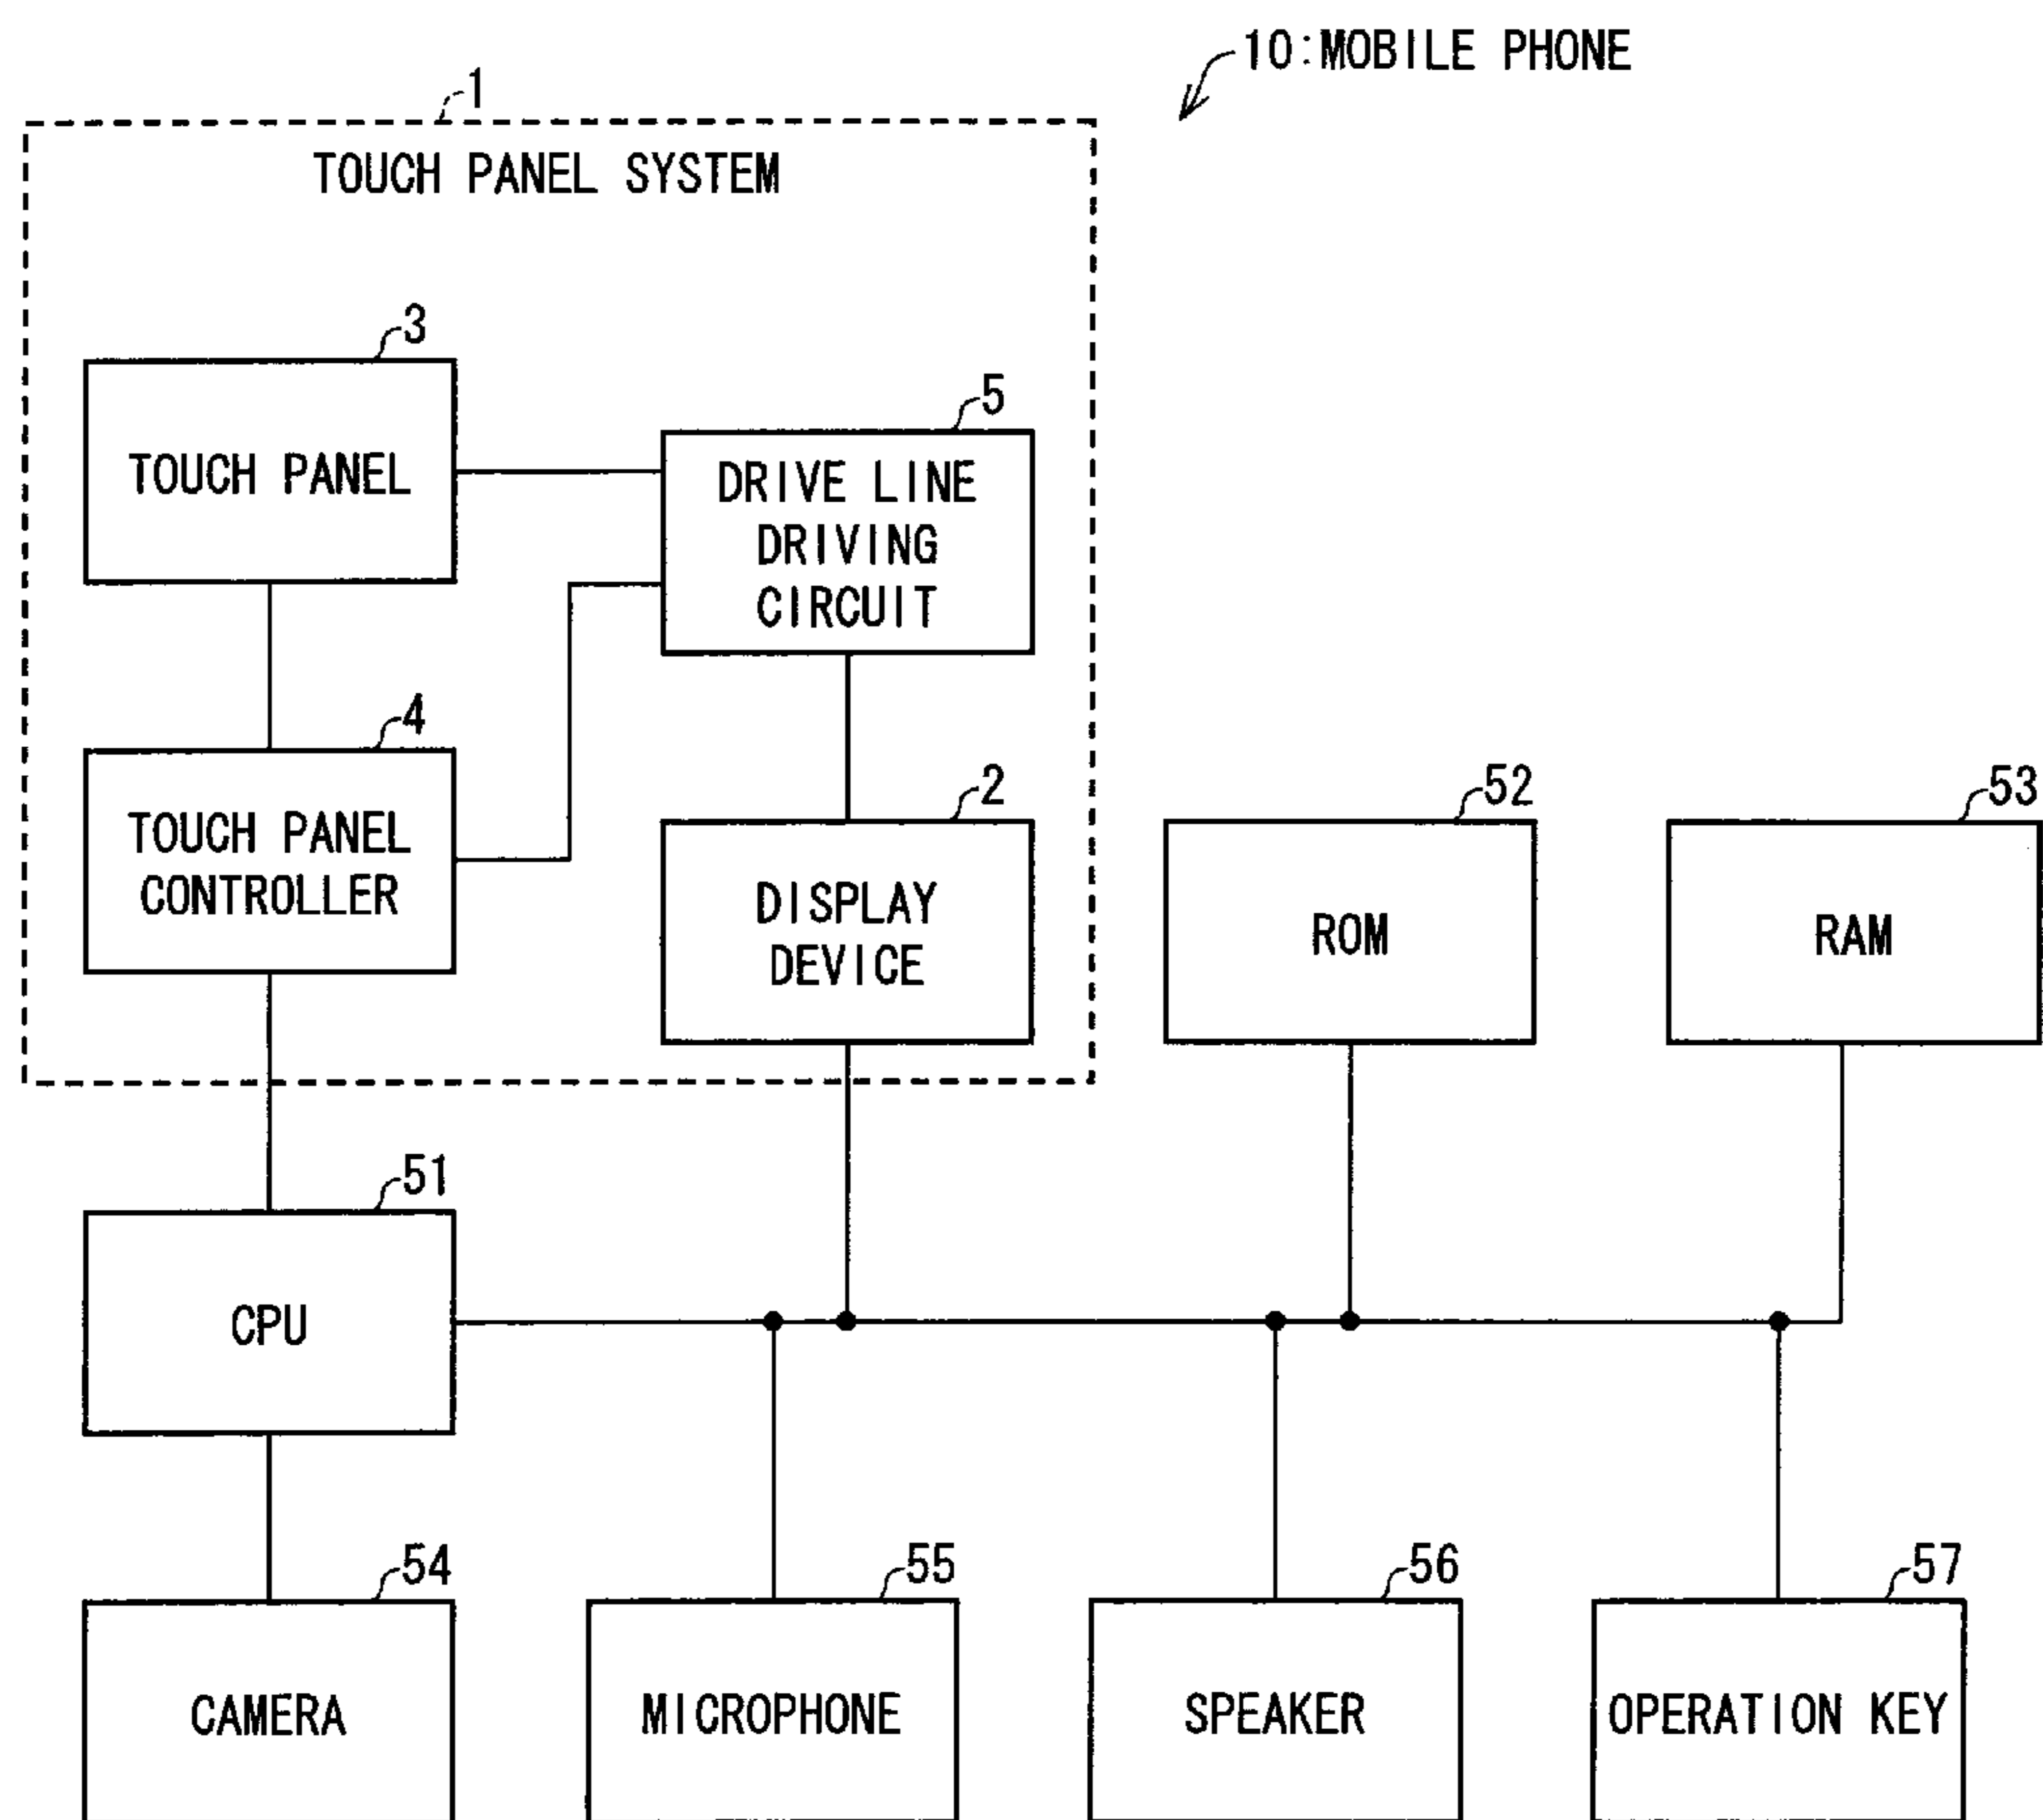 10:MOBILE PHONE
1
TOUCH PANEL SYSTEM
3
TOUCH PANEL
5
DRIVE LINE
DRIVING
CIRCUIT
4
TOUCH PANEL
CONTROLLER
2
DISPLAY
DEVICE
52
ROM
53
RAM
51
CPU
54
CAMERA
55
MICROPHONE
56
SPEAKER
57
OPERATION KEY